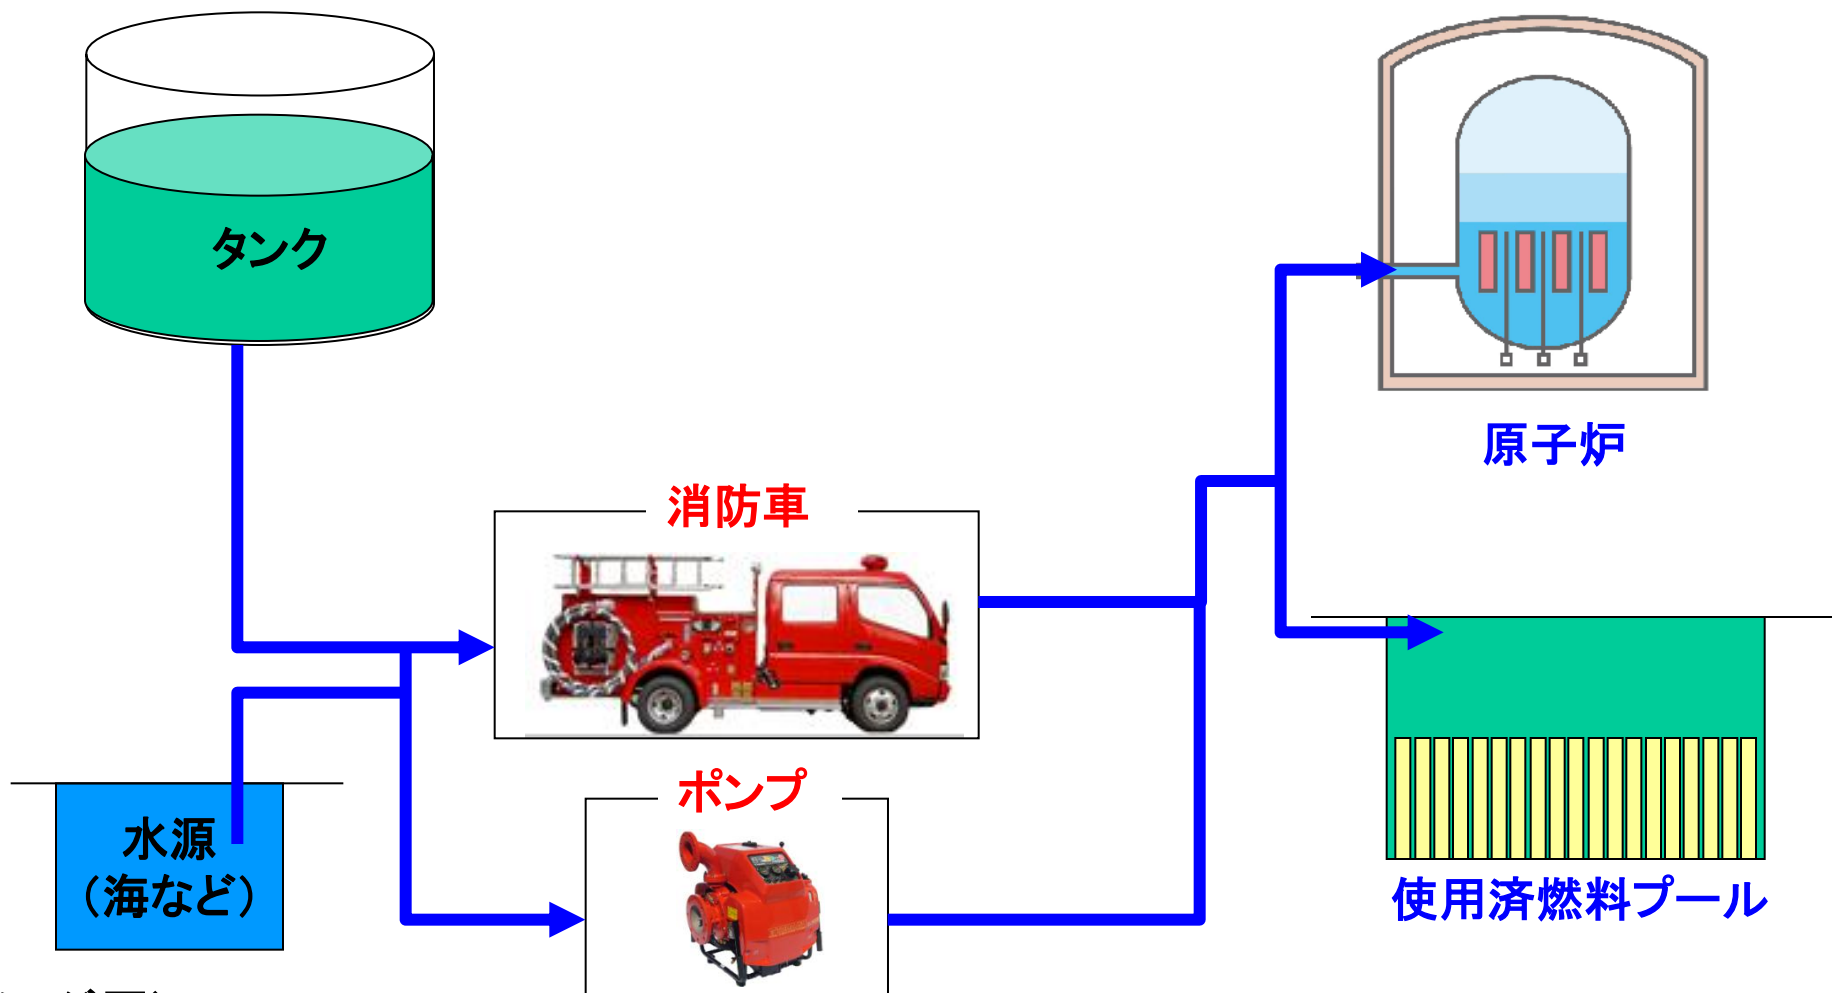 タンク
原子炉
消防車
ポンプ
水源
(海など)
使用済燃料プール